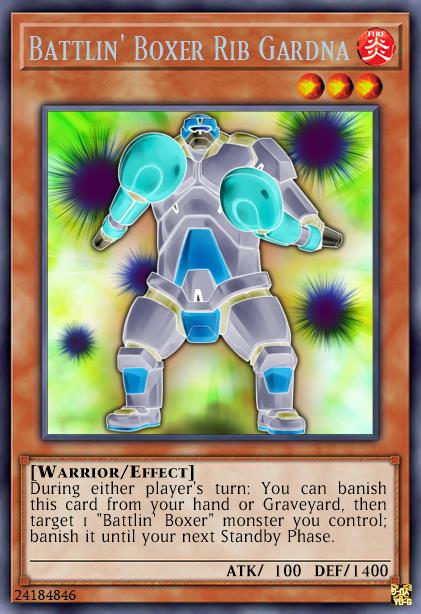 BATTLIN' BOXER RIB GARDNA
FIRE
炎
[WARRIOR/EFFECT]
During either player's turn: You can banish
this card from your hand or Graveyard, then
target 1 "Battlin' Boxer" monster you control;
banish it until your next Standby Phase.
ATK/ 100 DEF/1400
24184846